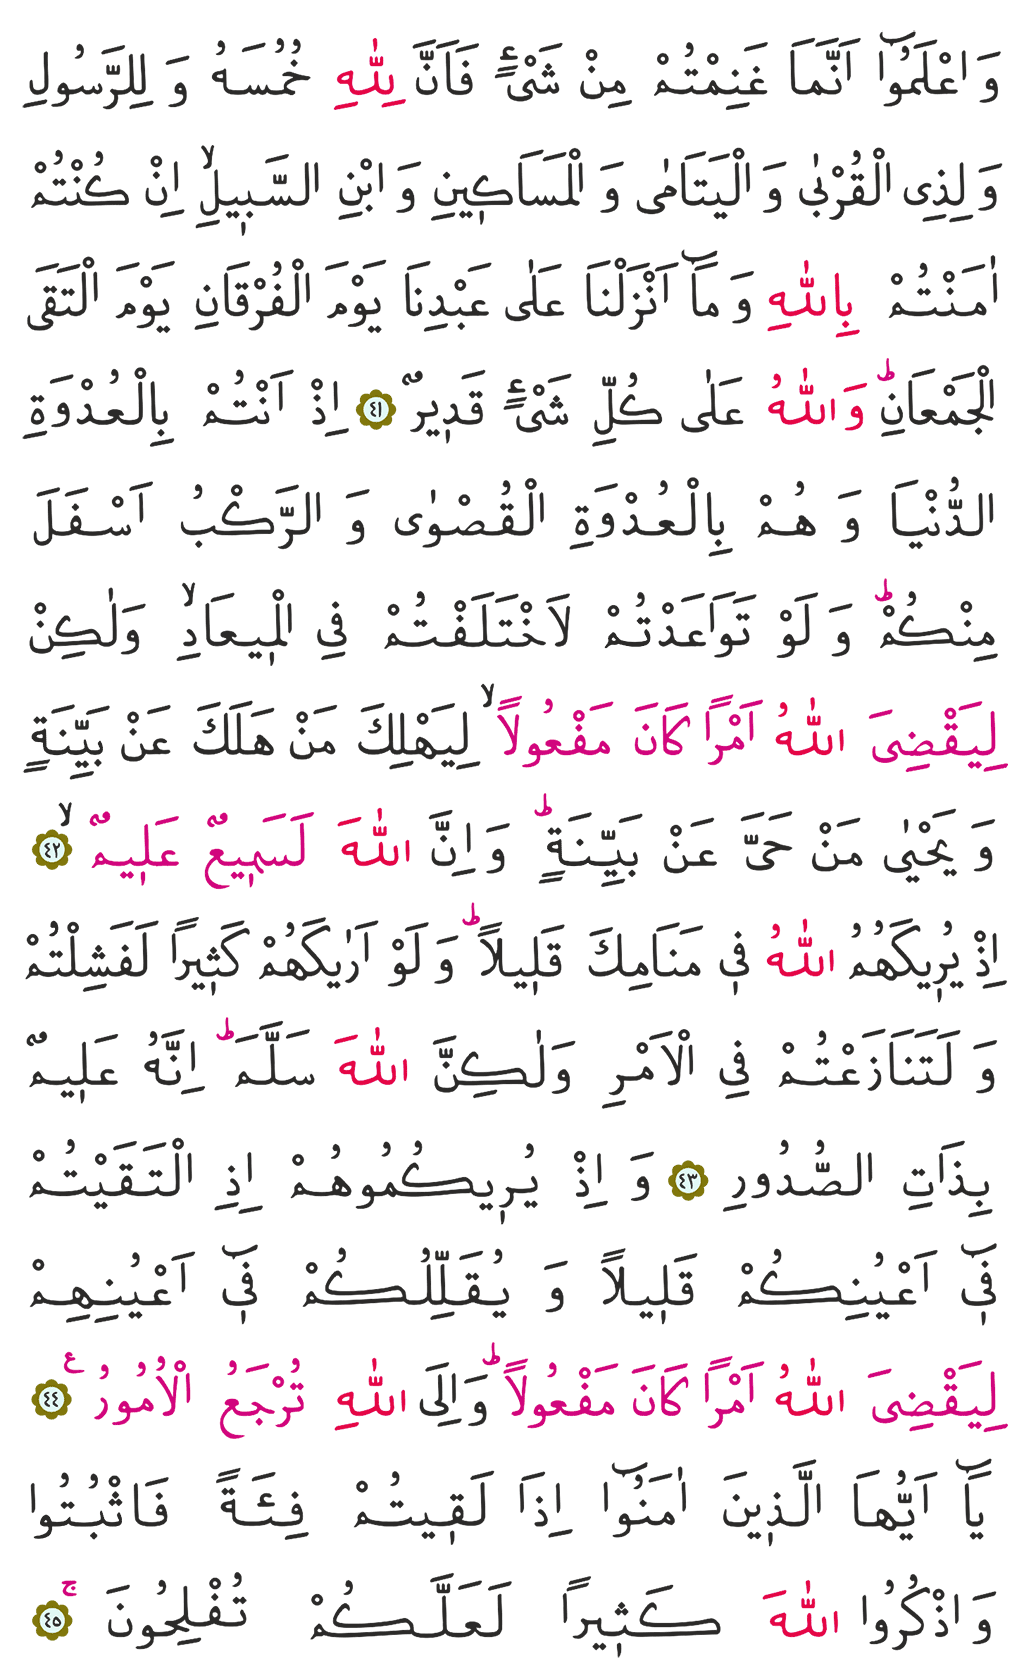 وَ اعْلَمُٓوا اَنَّمَا غَنِمْتُمْ مِنْ شَىْءٍ فَاَنَّ لِلّٰهِ خُمُسَهُ وَ لِلرَّسُولِ
وَ لِذِى الْقُرْبٰى وَ الْيَتَامٰى وَ الْمَسَاكٖينِ وَ ابْنِ السَّبٖيلِۙ اِنْ كُنْتُمْ
اٰمَنْتُمْ بِاللّٰهِ وَ مَٓا اَنْزَلْنَا عَلٰى عَبْدِنَا يَوْمَ الْفُرْقَانِ يَوْمَ الْتَقَى
الْجَمْعَانِؕ وَ اللّٰهُ عَلٰى كُلِّ شَىْءٍ قَدٖيرٌ ﴿٤١﴾ اِذْ اَنْتُمْ بِالْعُدْوَةِ
الدُّنْيَا وَ هُمْ بِالْعُدْوَةِ الْقُصْوٰى وَ الرَّكْبُ اَسْفَلَ
مِنْكُمْؕ وَ لَوْ تَوَاعَدْتُمْ لَاخْتَلَفْتُمْ فِى الْمٖيعَادِۙ وَلٰكِنْ
لِيَقْضِىَ اللّٰهُ اَمْرًا كَانَ مَفْعُولًاۙ لِيَهْلِكَ مَنْ هَلَكَ عَنْ بَيِّنَةٍ
وَ يَحْيٰى مَنْ حَىَّ عَنْ بَيِّنَةٍؕ وَ اِنَّ اللّٰهَ لَسَمٖيعٌ عَلٖيمٌۙ ﴿٤٢﴾
اِذْ يُرٖيكَهُمُ اللّٰهُ فٖى مَنَامِكَ قَلٖيلًاؕ وَ لَوْ اَرٰيكَهُمْ كَثٖيرًا لَفَشِلْتُمْ
وَ لَتَنَازَعْتُمْ فِى الْاَمْرِ وَلٰكِنَّ اللّٰهَ سَلَّمَؕ اِنَّهُ عَلٖيمٌ
بِذَاتِ الصُّدُورِ ﴿٤٣﴾ وَ اِذْ يُرٖيكُمُوهُمْ اِذِ الْتَقَيْتُمْ
فٖٓى اَعْيُنِكُمْ قَلٖيلًا وَ يُقَلِّلُكُمْ فٖٓى اَعْيُنِهِمْ
لِيَقْضِىَ اللّٰهُ اَمْرًا كَانَ مَفْعُولًاؕ وَ اِلَى اللّٰهِ تُرْجَعُ الْاُمُورُ ع ﴿٤٤﴾
يَٓا اَيُّهَا الَّذٖينَ اٰمَنُٓوا اِذَا لَقٖيتُمْ فِئَةً فَاثْبُتُوا
وَ اذْكُرُوا اللّٰهَ كَثٖيرًا لَعَلَّكُمْ تُفْلِحُونَۚ ﴿٤٥﴾